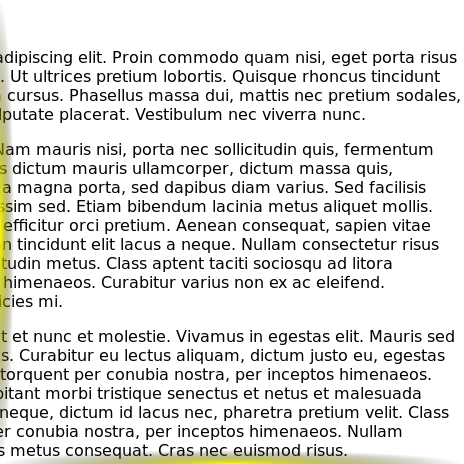 adipiscing elit. Proin commodo quam nisi, eget porta risus
. Ut ultrices pretium lobortis. Quisque rhoncus tincidunt
cursus. Phasellus massa dui, mattis nec pretium sodales,
placerat. Vestibulum nec viverra nunc.
Nam mauris nisi, porta nec sollicitudin quis, fermentum
s dictum mauris ullamcorper, dictum massa quis,
a magna porta, sed dapibus diam varius. Sed facilisis
sed. Etiam bibendum lacinia metus aliquet mollis.
efficitur orci pretium. Aenean consequat, sapien vitae
n tincidunt elit lacus a neque. Nullam consectetur risus
tudin metus. Class aptent taciti sociosqu ad litora
himenaeos. Curabitur varius non ex ac eleifend.
icies mi.
t et nunc et molestie. Vivamus in egestas elit. Mauris sed
s. Curabitur eu lectus aliquam, dictum justo eu, egestas
torquent per conubia nostra, per inceptos himenaeos.
bitant morbi tristique senectus et netus et malesuada
neque, dictum id lacus nec, pharetra pretium velit. Class
er conubia nostra, per inceptos himenaeos. Nullam
s metus consequat. Cras nec euismod risus.